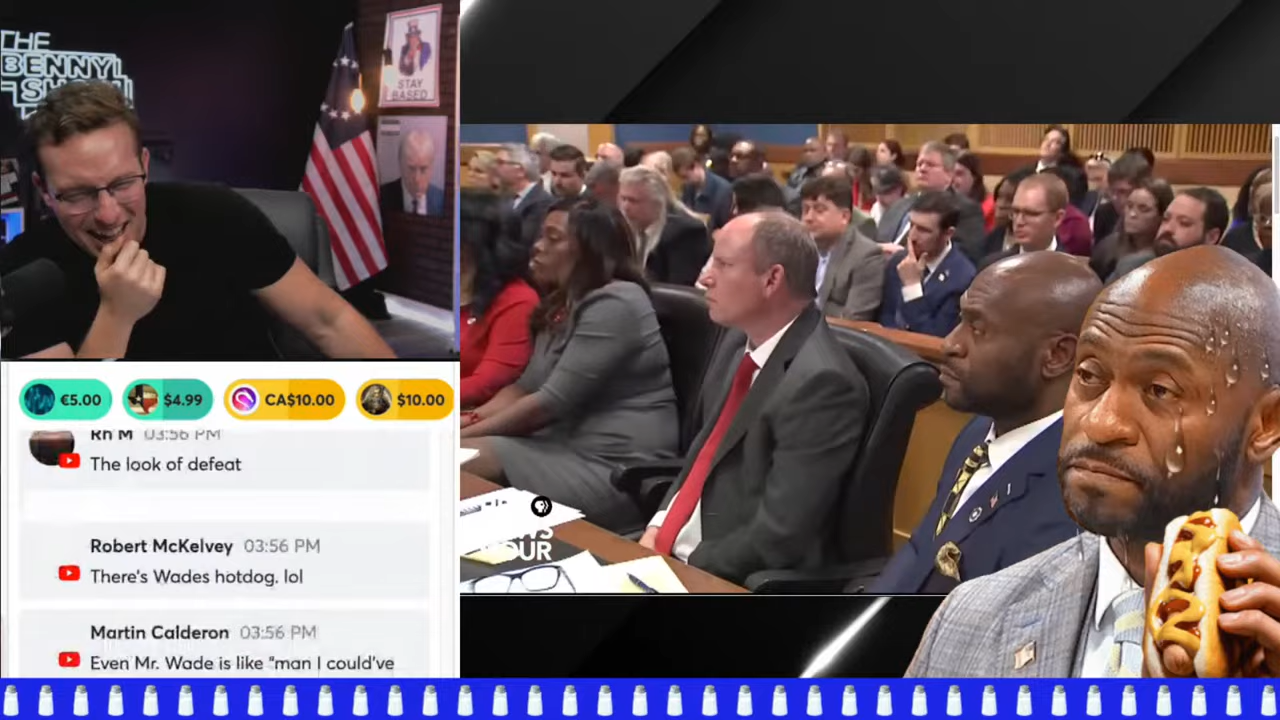 THE
BENNY
STAY
BASED
€5.00
$4.99
CA$10.00
$10.00
Rh M 03:56 PM
The look of defeat
Robert McKelvey 03:56 PM
There's Wades hotdog. lol
Martin Calderon 03:56 PM
Even Mr. Wade is like "man I could've
HOUR